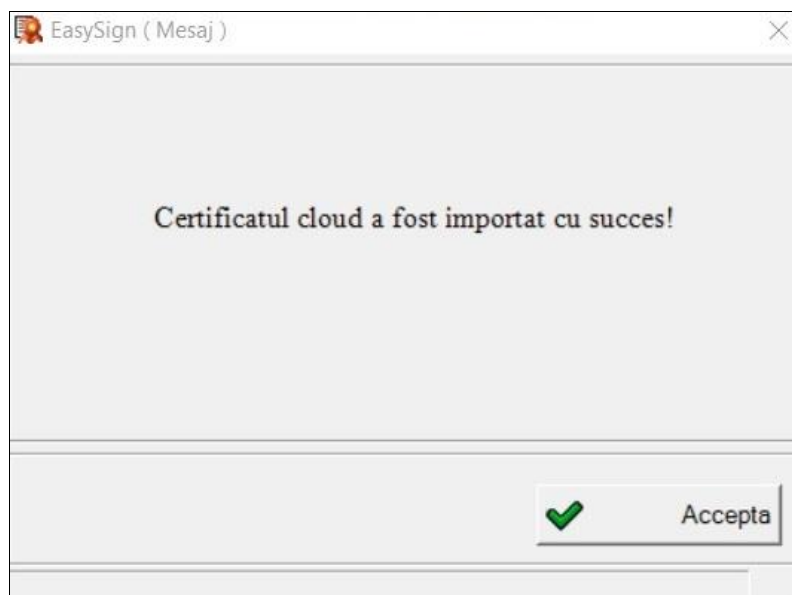 EasySign ( Mesaj )
Certificatul cloud a fost importat cu succes!
Accepta